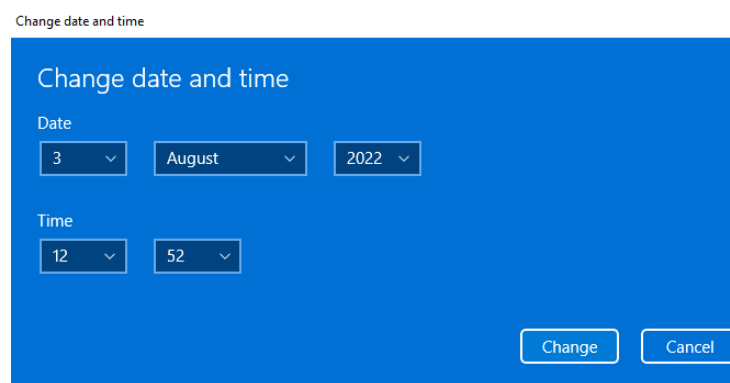 Change date and time
Change date and time
Date
3 August 2022
Time
12 52
Change Cancel